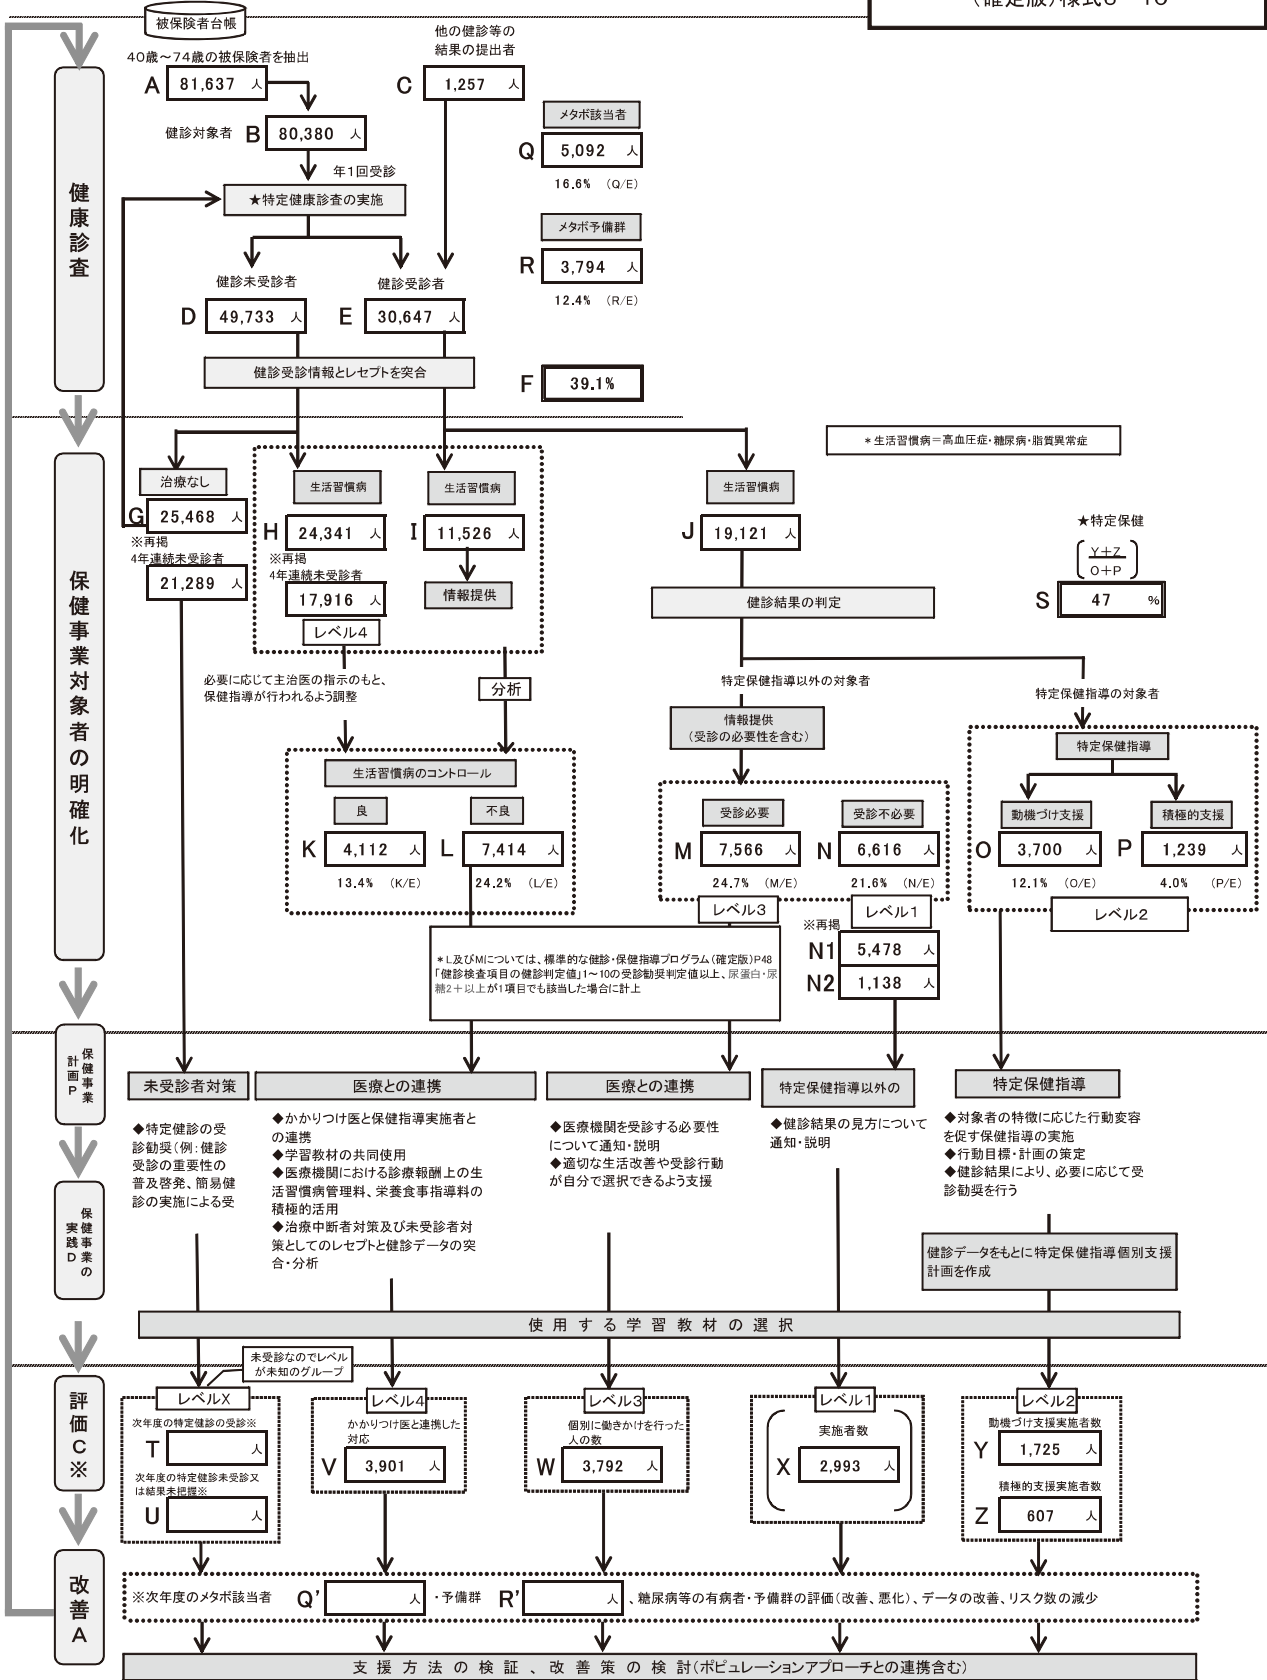 (確定版)様式6-10
被保険者台帳
40歳～74歳の被保険者を抽出
A 81,637 人
他の健診等の
結果の提出者
C 1,257 人
健診対象者 B 80,380 人
年1回受診
★特定健康診査の実施
メタボ該当者
Q 5,092 人
16.6% (Q/E)
メタボ予備群
R 3,794 人
12.4% (R/E)
健康診査
健診未受診者
D 49,733 人
健診受診者
E 30,647 人
健診受診情報とレセプトを突合
F 39.1%
*生活習慣病=高血圧症・糖尿病・脂質異常症
保健事業対象者の明確化
治療なし
G 25,468 人
※再掲
4年連続未受診者
21,289 人
生活習慣病
H 24,341 人
※再掲
4年連続未受診者
17,916 人
レベル4
生活習慣病
I 11,526 人
情報提供
生活習慣病
J 19,121 人
健診結果の判定
★特定保健
(Y+Z
O+P)
S 47 %
必要に応じて主治医の指示のもと、
保健指導が行われるよう調整
分析
特定保健指導以外の対象者
特定保健指導の対象者
情報提供
(受診の必要性を含む)
特定保健指導
生活習慣病のコントロール
良
K 4,112 人
13.4% (K/E)
不良
L 7,414 人
24.2% (L/E)
受診必要
M 7,566 人
24.7% (M/E)
レベル3
受診不必要
N 6,616 人
21.6% (N/E)
レベル1
動機づけ支援
O 3,700 人
12.1% (O/E)
積極的支援
P 1,239 人
4.0% (P/E)
レベル2
※再掲
N1 5,478 人
N2 1,138 人
*L及びMについては、標準的な健診・保健指導プログラム(確定版)P48
「健診検査項目の健診判定値」1～10の受診勧奨判定値以上、尿蛋白・尿
糖2+以上が1項目でも該当した場合に計上
保健事業
計画P
未受診者対策
医療との連携
医療との連携
特定保健指導以外の
特定保健指導
◆特定健診の受
診勧奨(例:健診
受診の重要性の
普及啓発、簡易健
診の実施による受
◆かかりつけ医と保健指導実施者と
の連携
◆学習教材の共同使用
◆医療機関における診療報酬上の生
活習慣病管理料、栄養食事指導料の
積極的活用
◆治療中断者対策及び未受診者対
策としてのレセプトと健診データの突
合・分析
◆医療機関を受診する必要性
について通知・説明
◆適切な生活改善や受診行動
が自分で選択できるよう支援
◆健診結果の見方について
通知・説明
◆対象者の特徴に応じた行動変容
を促す保健指導の実施
◆行動目標・計画の策定
◆健診結果により、必要に応じて受
診勧奨を行う
保健事業の
実践D
健診データをもとに特定保健指導個別支援
計画を作成
使用する学習教材の選択
未受診なのでレベル
が未知のグループ
評価C※
レベルX
次年度の特定健診の受診※
T 人
次年度の特定健診未受診又
は結果未把握※
U 人
レベル4
かかりつけ医と連携した
対応
V 3,901 人
レベル3
個別に働きかけを行った
人の数
W 3,792 人
レベル1
実施者数
X 2,993 人
レベル2
動機づけ支援実施者数
Y 1,725 人
積極的支援実施者数
Z 607 人
改善A
※次年度のメタボ該当者 Q' 人 ・予備群 R' 人 、糖尿病等の有病者・予備群の評価(改善、悪化)、データの改善、リスク数の減少
支援方法の検証、改善策の検討(ポピュレーションアプローチとの連携含む)